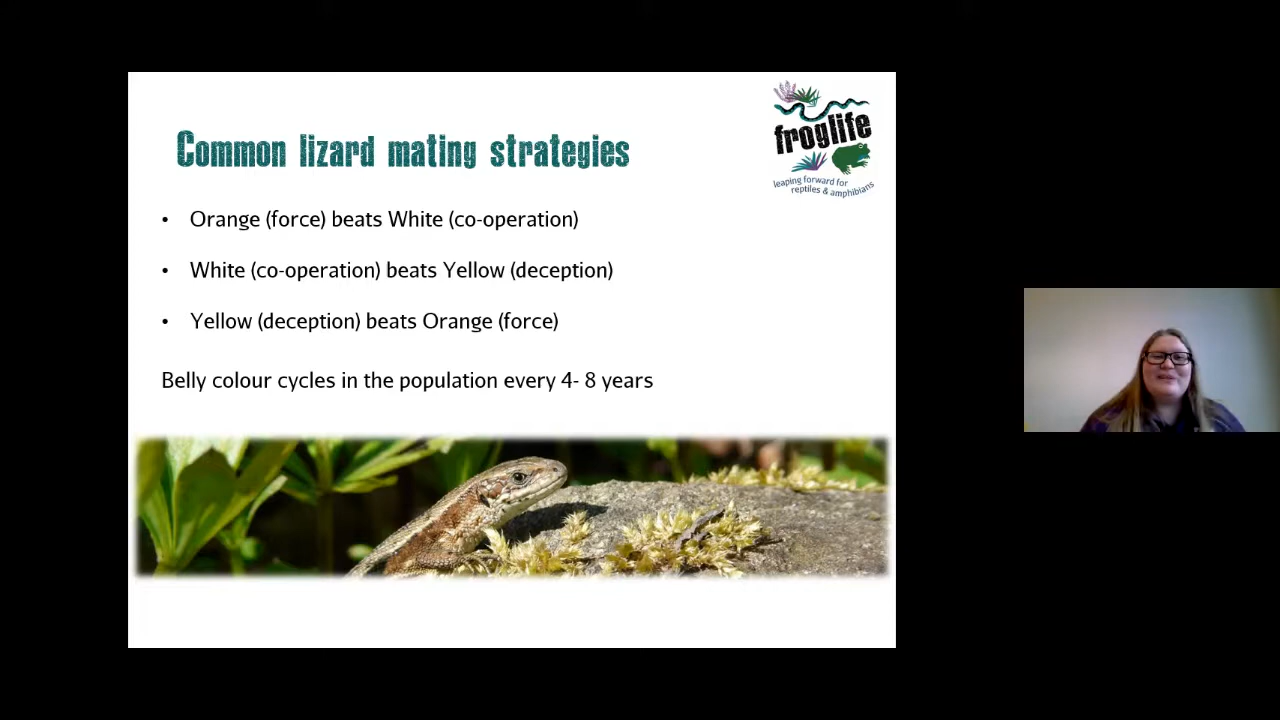 Common lizard mating strategies
froglife
leaping forward for
reptiles & amphibians
• Orange (force) beats White (co-operation)
• White (co-operation) beats Yellow (deception)
• Yellow (deception) beats Orange (force)
Belly colour cycles in the population every 4- 8 years